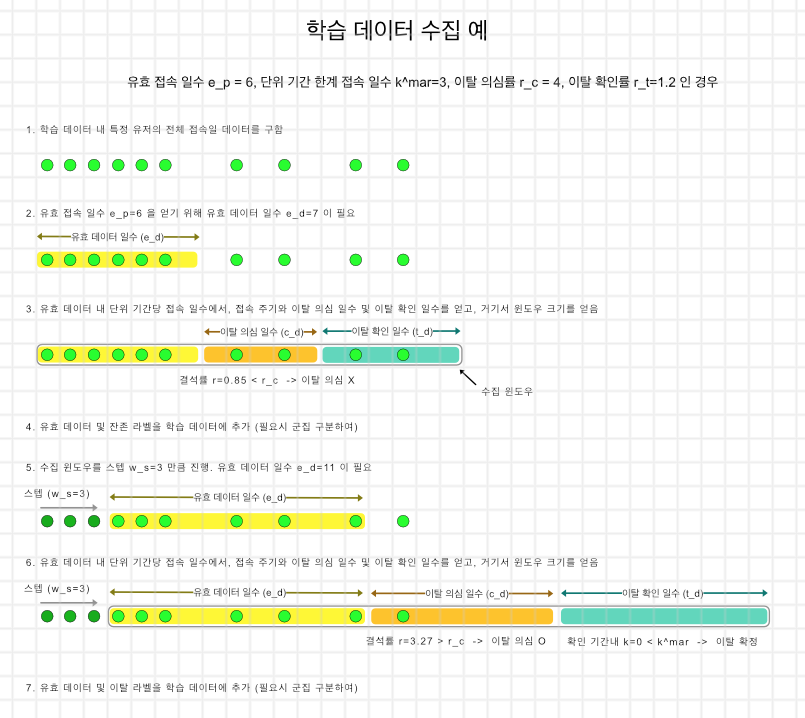 학습 데이터 수집 예
유효 접속 일수 e_p = 6, 단위 기간 한계 접속 일수 k^mar=3, 이탈 의심률 r_c = 4, 이탈 확인률 r_t=1.2 인 경우
1. 학습 데이터 내 특정 유저의 전체 접속일 데이터를 구함
2. 유효 접속 일수 e_p=6 을 얻기 위해 유효 데이터 일수 e_d=7 이 필요
유효 데이터 일수 (e_d)
3. 유효 데이터 내 단위 기간당 접속 일수에서, 접속 주기와 이탈 의심 일수 및 이탈 확인 일수를 얻고, 거기서 윈도우 크기를 얻음
이탈 의심 일수 (c_d) 이탈 확인 일수 (t_d)
결석률 r=0.85 < r_c -> 이탈 의심 X
수집 윈도우
4. 유효 데이터 및 잔존 라벨을 학습 데이터에 추가 (필요시 군집 구분하여)
5. 수집 윈도우를 스텝 w_s=3 만큼 진행. 유효 데이터 일수 e_d=11 이 필요
스텝 (w_s=3) 유효 데이터 일수 (e_d)
6. 유효 데이터 내 단위 기간당 접속 일수에서, 접속 주기와 이탈 의심 일수 및 이탈 확인 일수를 얻고, 거기서 윈도우 크기를 얻음
스텝 (w_s=3) 유효 데이터 일수 (e_d) 이탈 의심 일수 (c_d) 이탈 확인 일수 (t_d)
결석률 r=3.27 > r_c -> 이탈 의심 O 확인 기간내 k=0 < k^mar -> 이탈 확정
7. 유효 데이터 및 이탈 라벨을 학습 데이터에 추가 (필요시 군집 구분하여)